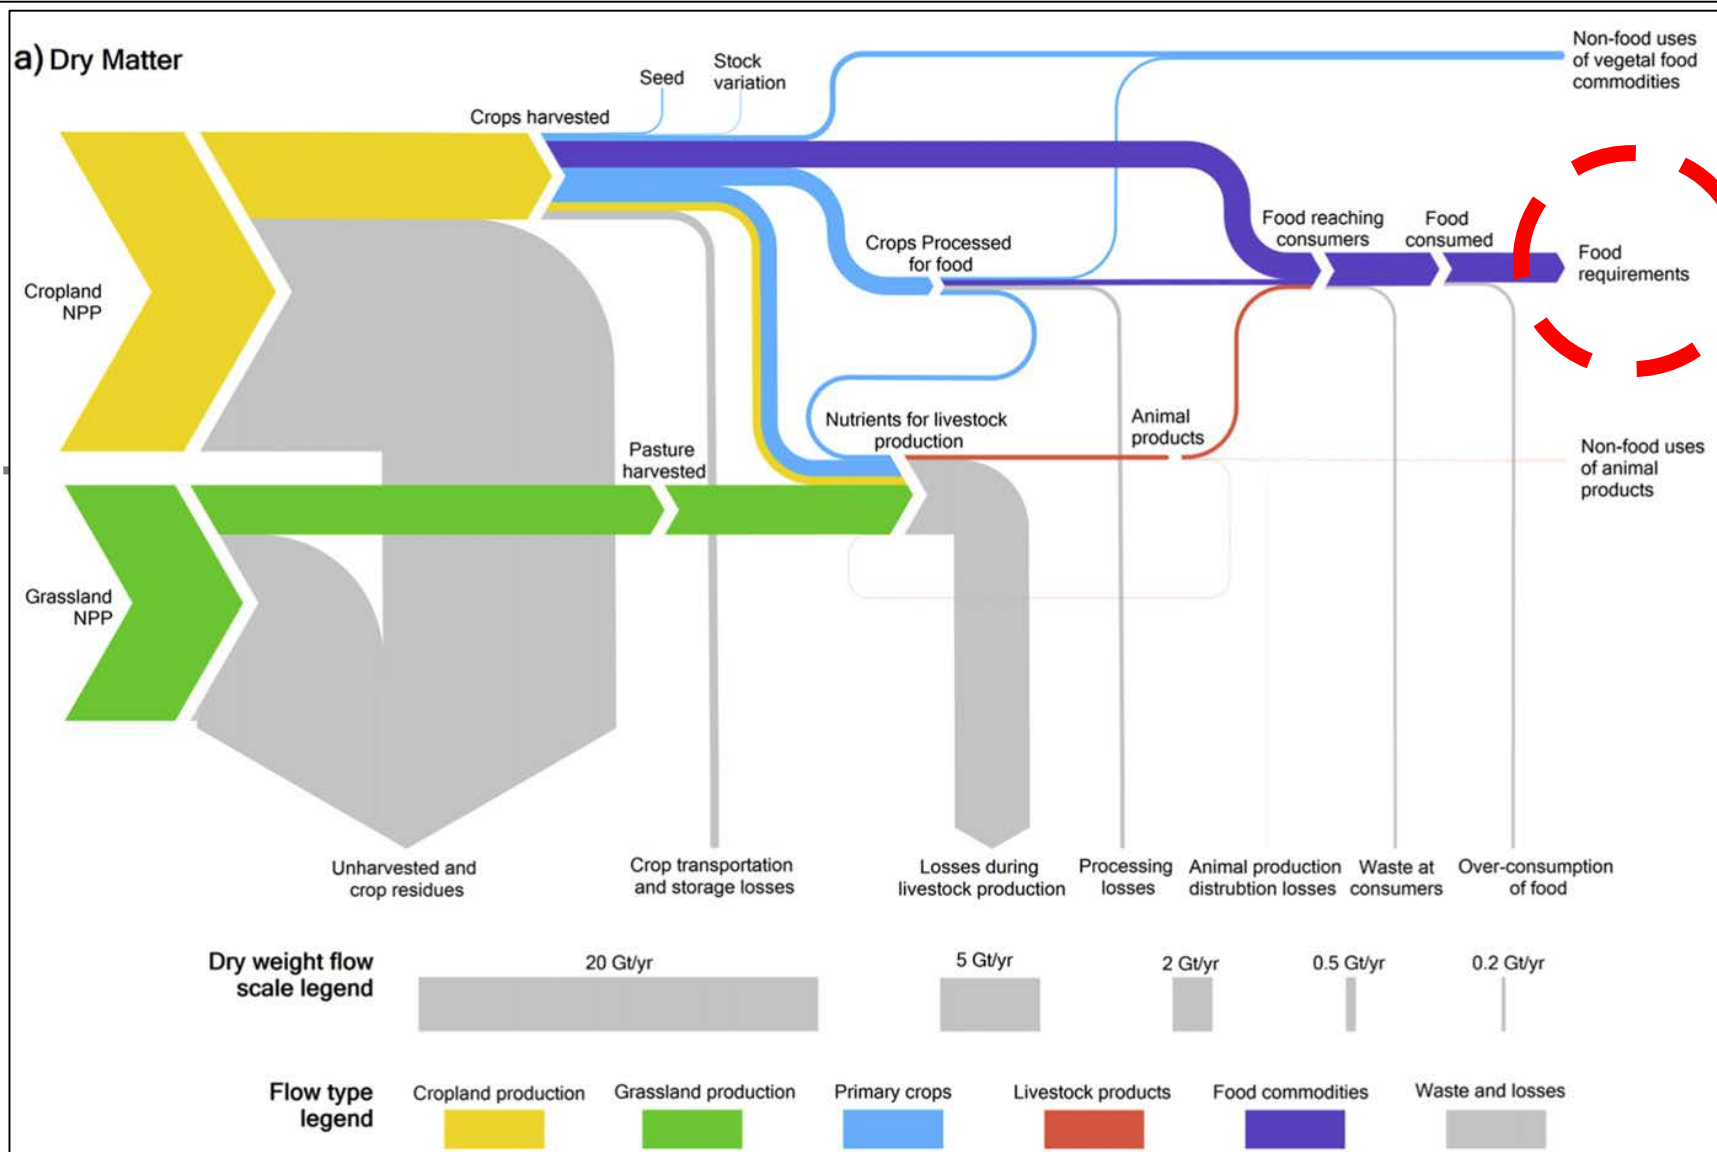 a) Dry Matter
Seed
Stock
variation
Crops harvested
Non-food uses
of vegetal food
commodities
Cropland
NPP
Crops Processed
for food
Food reaching
consumers
Food
consumed
Food
requirements
Pasture
harvested
Nutrients for livestock
production
Animal
products
Non-food uses
of animal
products
Grassland
NPP
Unharvested and
crop residues
Crop transportation
and storage losses
Losses during
livestock production
Processing
losses
Animal production
distrubtion losses
Waste at
consumers
Over-consumption
of food
Dry weight flow
scale legend
20 Gt/yr
5 Gt/yr
2 Gt/yr
0.5 Gt/yr
0.2 Gt/yr
Flow type
legend
Cropland production
Grassland production
Primary crops
Livestock products
Food commodities
Waste and losses